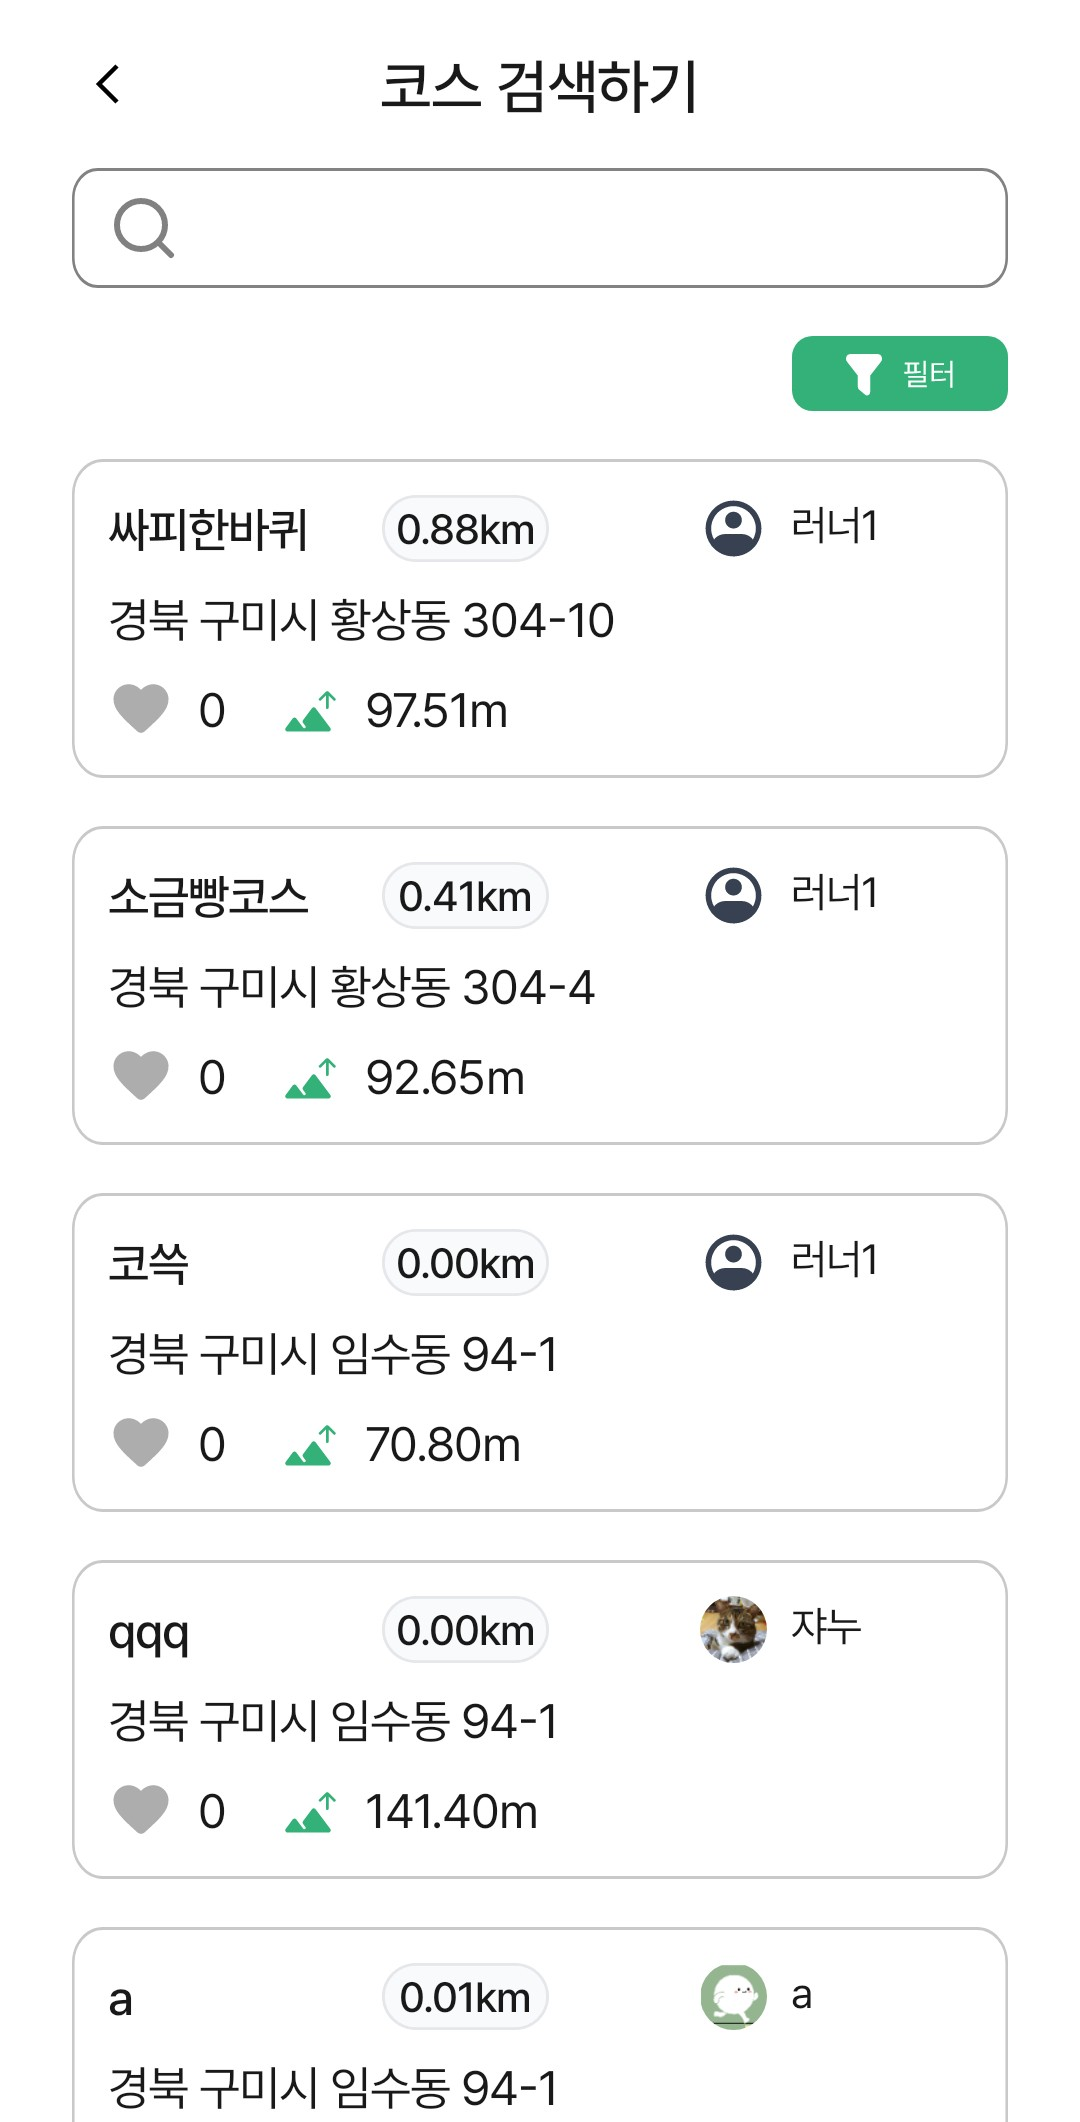 코스 검색하기
필터
싸피한바퀴 0.88km 러너1
경북 구미시 황상동 304-10
0 97.51m
소금빵코스 0.41km 러너1
경북 구미시 황상동 304-4
0 92.65m
코쓱 0.00km 러너1
경북 구미시 임수동 94-1
0 70.80m
qqq 0.00km 쟈누
경북 구미시 임수동 94-1
0 141.40m
a 0.01km a
경북 구미시 임수동 94-1